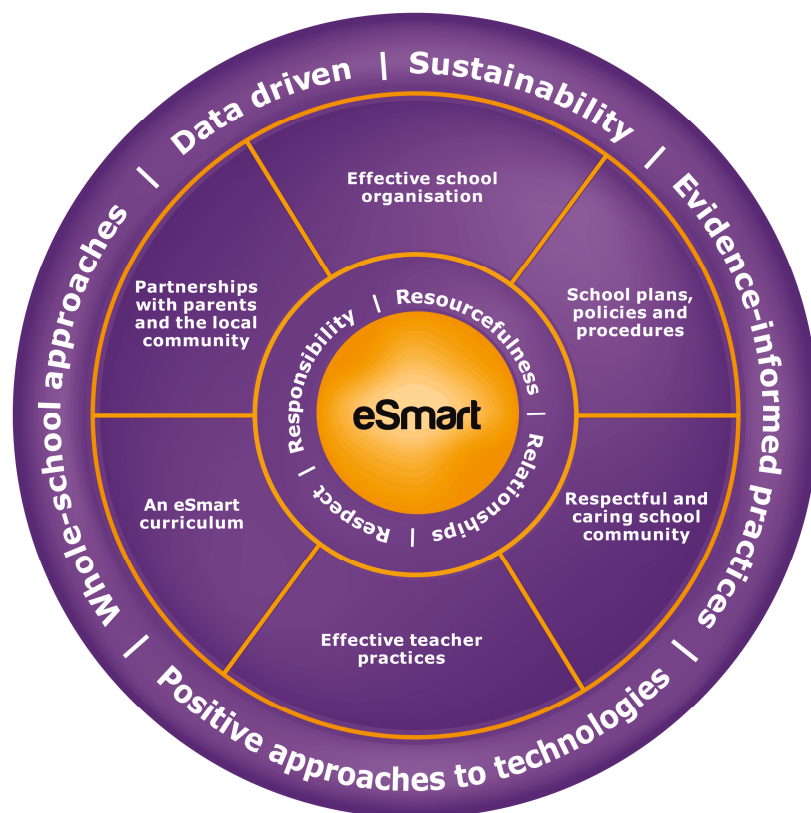 Whole-school approaches | Data driven | Sustainability | Evidence-informed practices | Positive approaches to technologies |
Effective school
organisation
School plans,
policies and
procedures
Respectful and
caring school
community
Effective teacher
practices
An eSmart
curriculum
Partnerships
with parents
and the local
community
Responsibility | Resourcefulness | Relationships | Respect |
eSmart